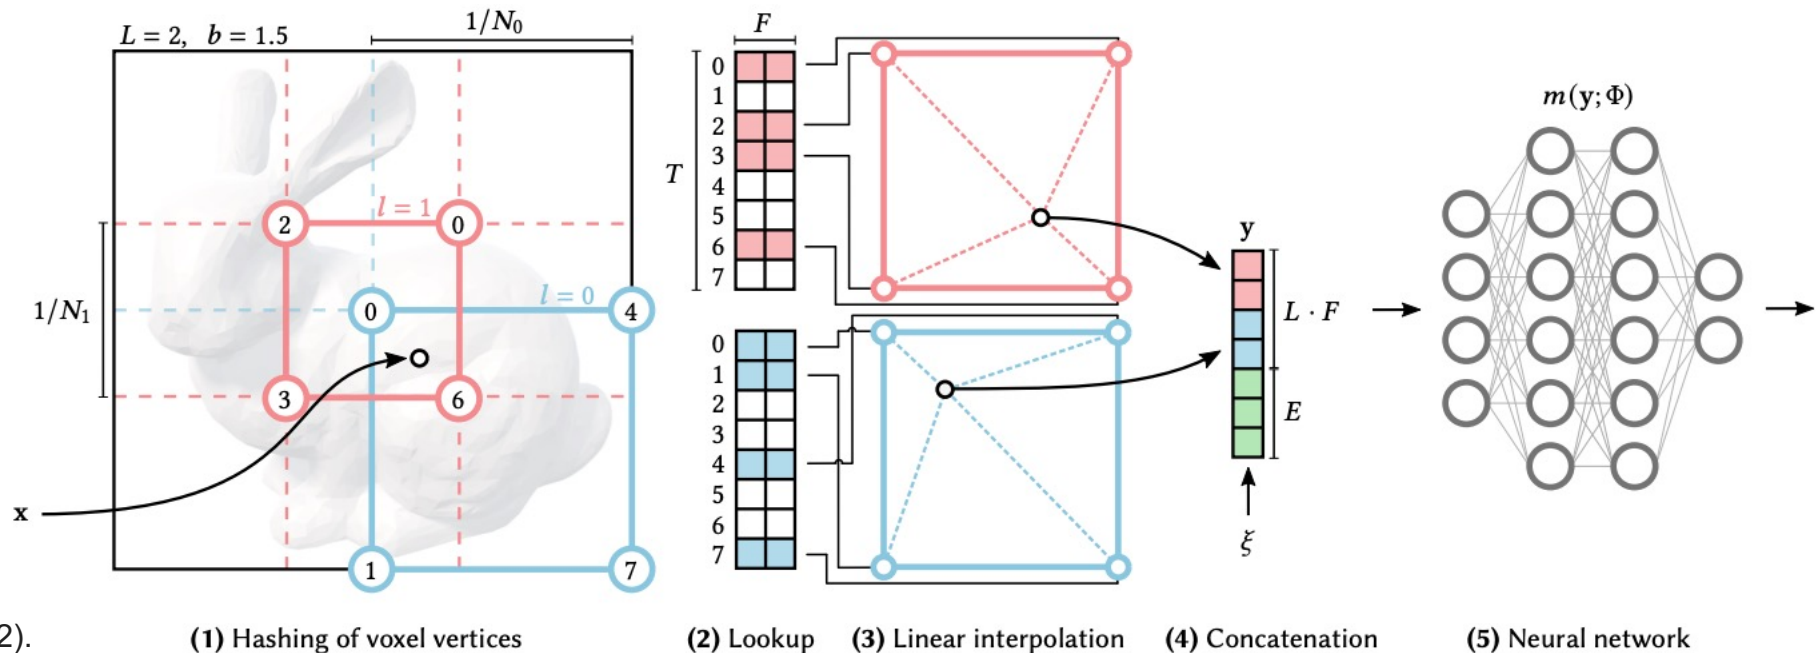 L = 2, b = 1.5
1/N₀
l = 1
2
0
1/N₁
l = 0
0
4
3
6
x
1
7
F
T
0
1
2
3
4
5
6
7
0
1
2
3
4
5
6
7
y
L · F
E
ξ
m(y; Φ)
2).
(1) Hashing of voxel vertices
(2) Lookup
(3) Linear interpolation
(4) Concatenation
(5) Neural network